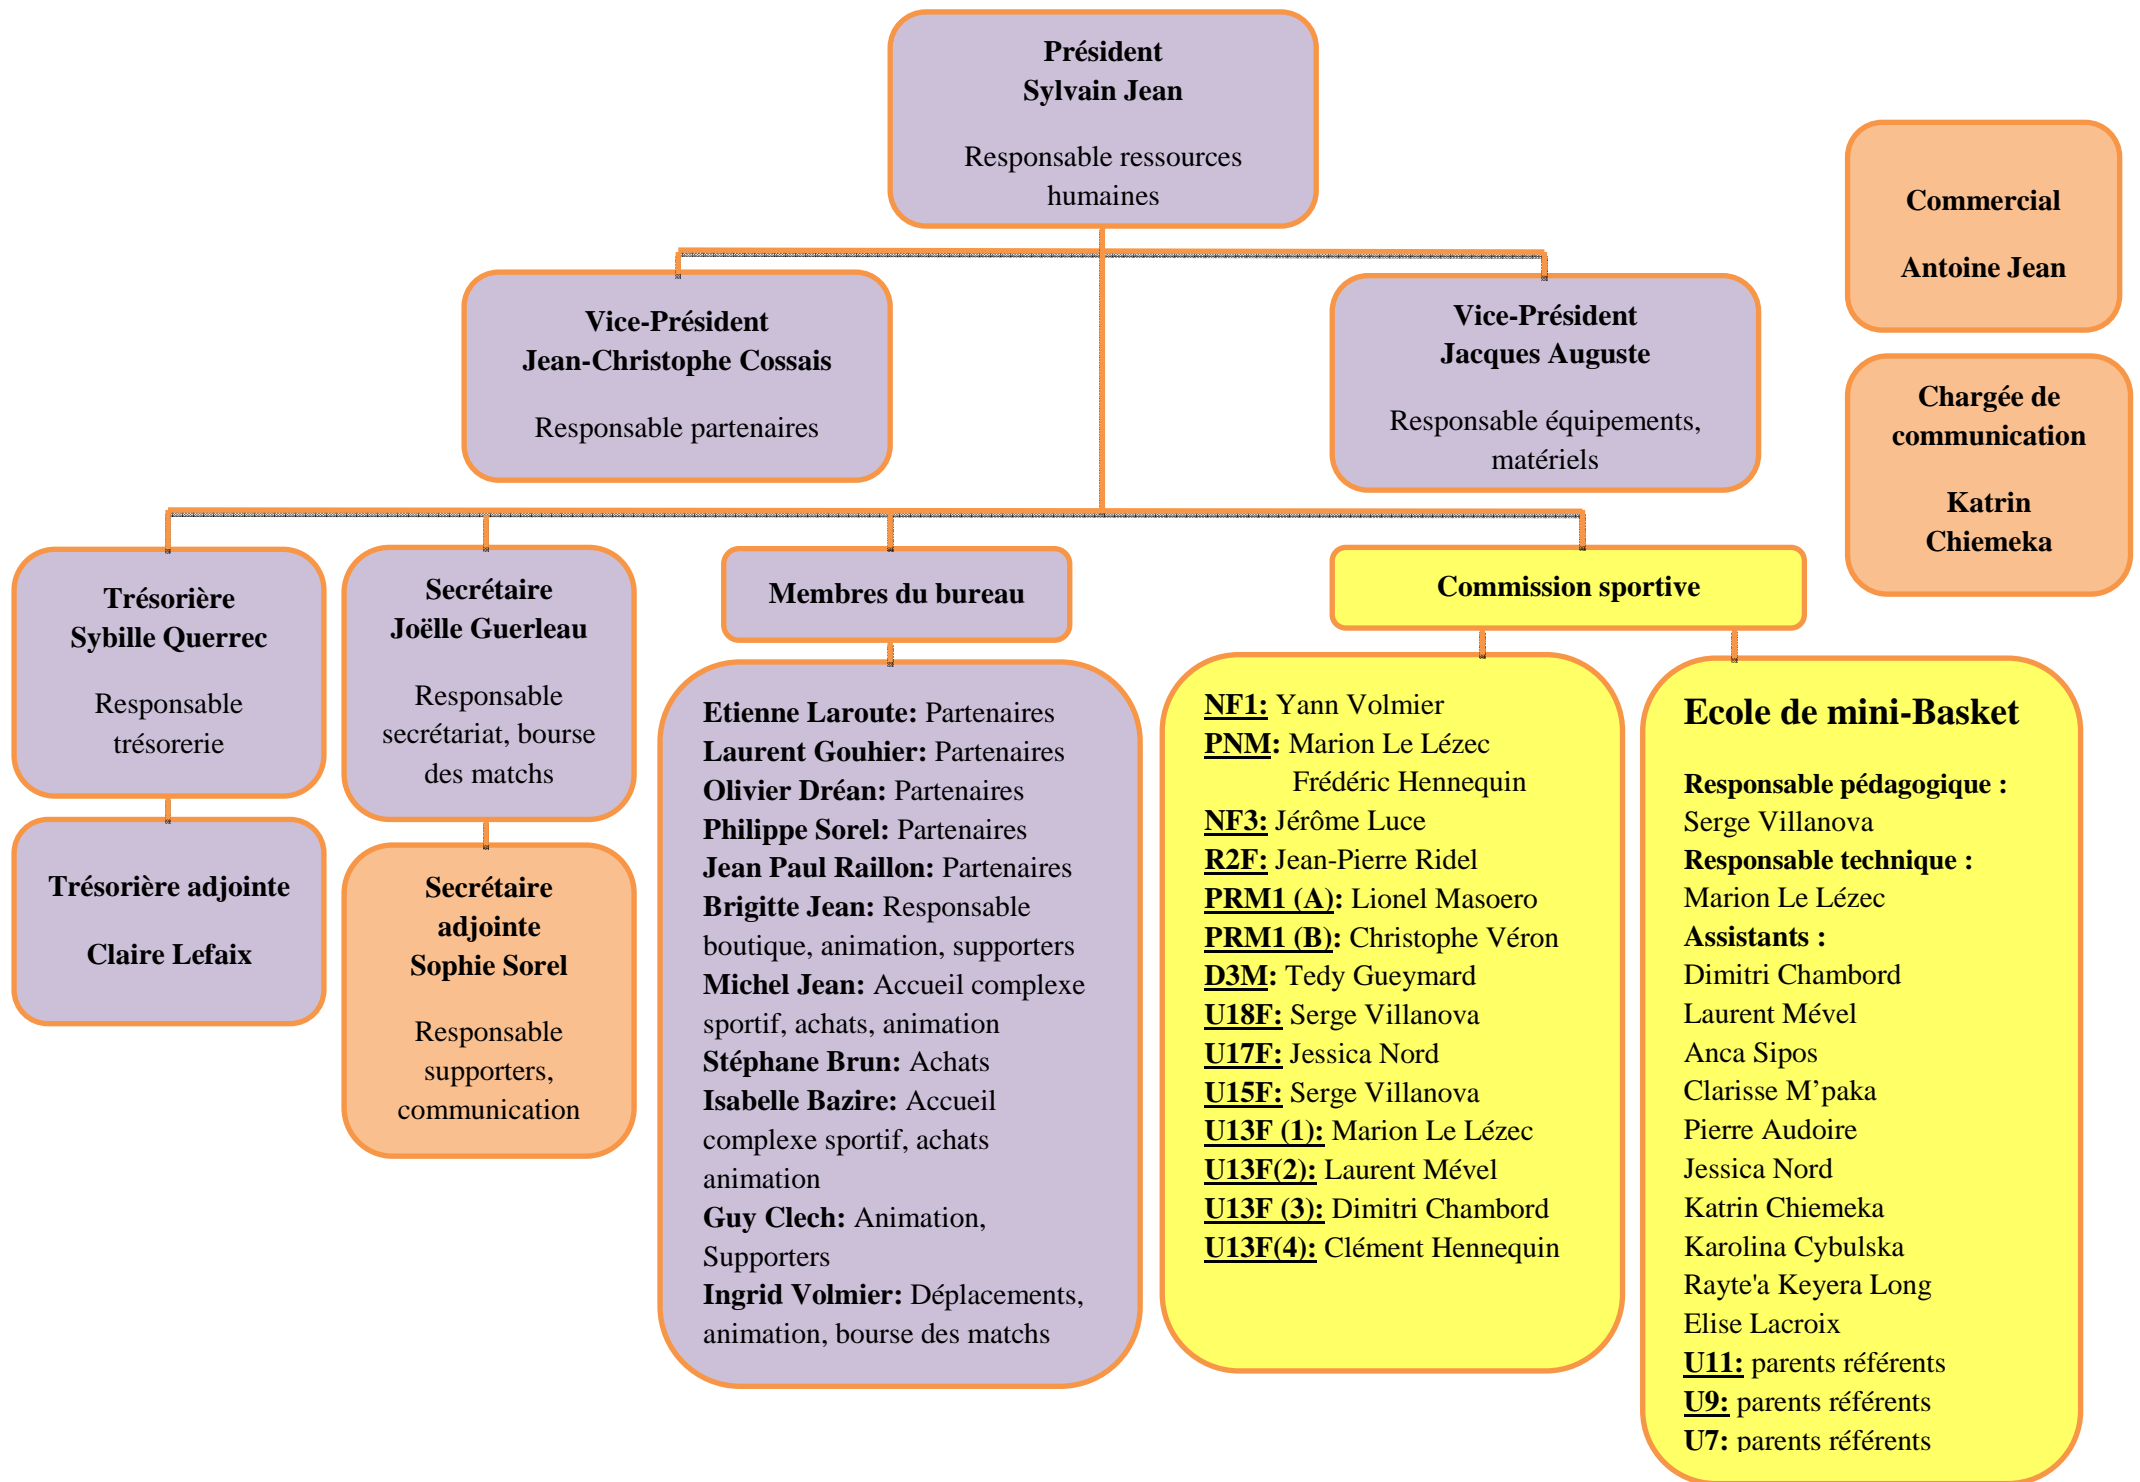 Président
Sylvain Jean
Responsable ressources
humaines
Commercial
Antoine Jean
Vice-Président
Jean-Christophe Cossais
Responsable partenaires
Vice-Président
Jacques Auguste
Responsable équipements,
matériels
Chargée de
communication
Katrin
Chiemeka
Trésorière
Sybille Querrec
Responsable
trésorerie
Trésorière adjointe
Claire Lefaix
Secrétaire
Joëlle Guerleau
Responsable
secrétariat, bourse
des matchs
Secrétaire
adjointe
Sophie Sorel
Responsable
supporters,
communication
Membres du bureau
Etienne Laroute: Partenaires
Laurent Gouhier: Partenaires
Olivier Dréan: Partenaires
Philippe Sorel: Partenaires
Jean Paul Raillon: Partenaires
Brigitte Jean: Responsable
boutique, animation, supporters
Michel Jean: Accueil complexe
sportif, achats, animation
Stéphane Brun: Achats
Isabelle Bazire: Accueil
complexe sportif, achats
animation
Guy Clech: Animation,
Supporters
Ingrid Volmier: Déplacements,
animation, bourse des matchs
Commission sportive
NF1: Yann Volmier
PNM: Marion Le Lézec
Frédéric Hennequin
NF3: Jérôme Luce
R2F: Jean-Pierre Ridel
PRM1 (A): Lionel Masoero
PRM1 (B): Christophe Véron
D3M: Tedy Gueymard
U18F: Serge Villanova
U17F: Jessica Nord
U15F: Serge Villanova
U13F (1): Marion Le Lézec
U13F(2): Laurent Mével
U13F (3): Dimitri Chambord
U13F(4): Clément Hennequin
Ecole de mini-Basket
Responsable pédagogique :
Serge Villanova
Responsable technique :
Marion Le Lézec
Assistants :
Dimitri Chambord
Laurent Mével
Anca Sipos
Clarisse M’paka
Pierre Audoire
Jessica Nord
Katrin Chiemeka
Karolina Cybulska
Rayte'a Keyera Long
Elise Lacroix
U11: parents référents
U9: parents référents
U7: parents référents